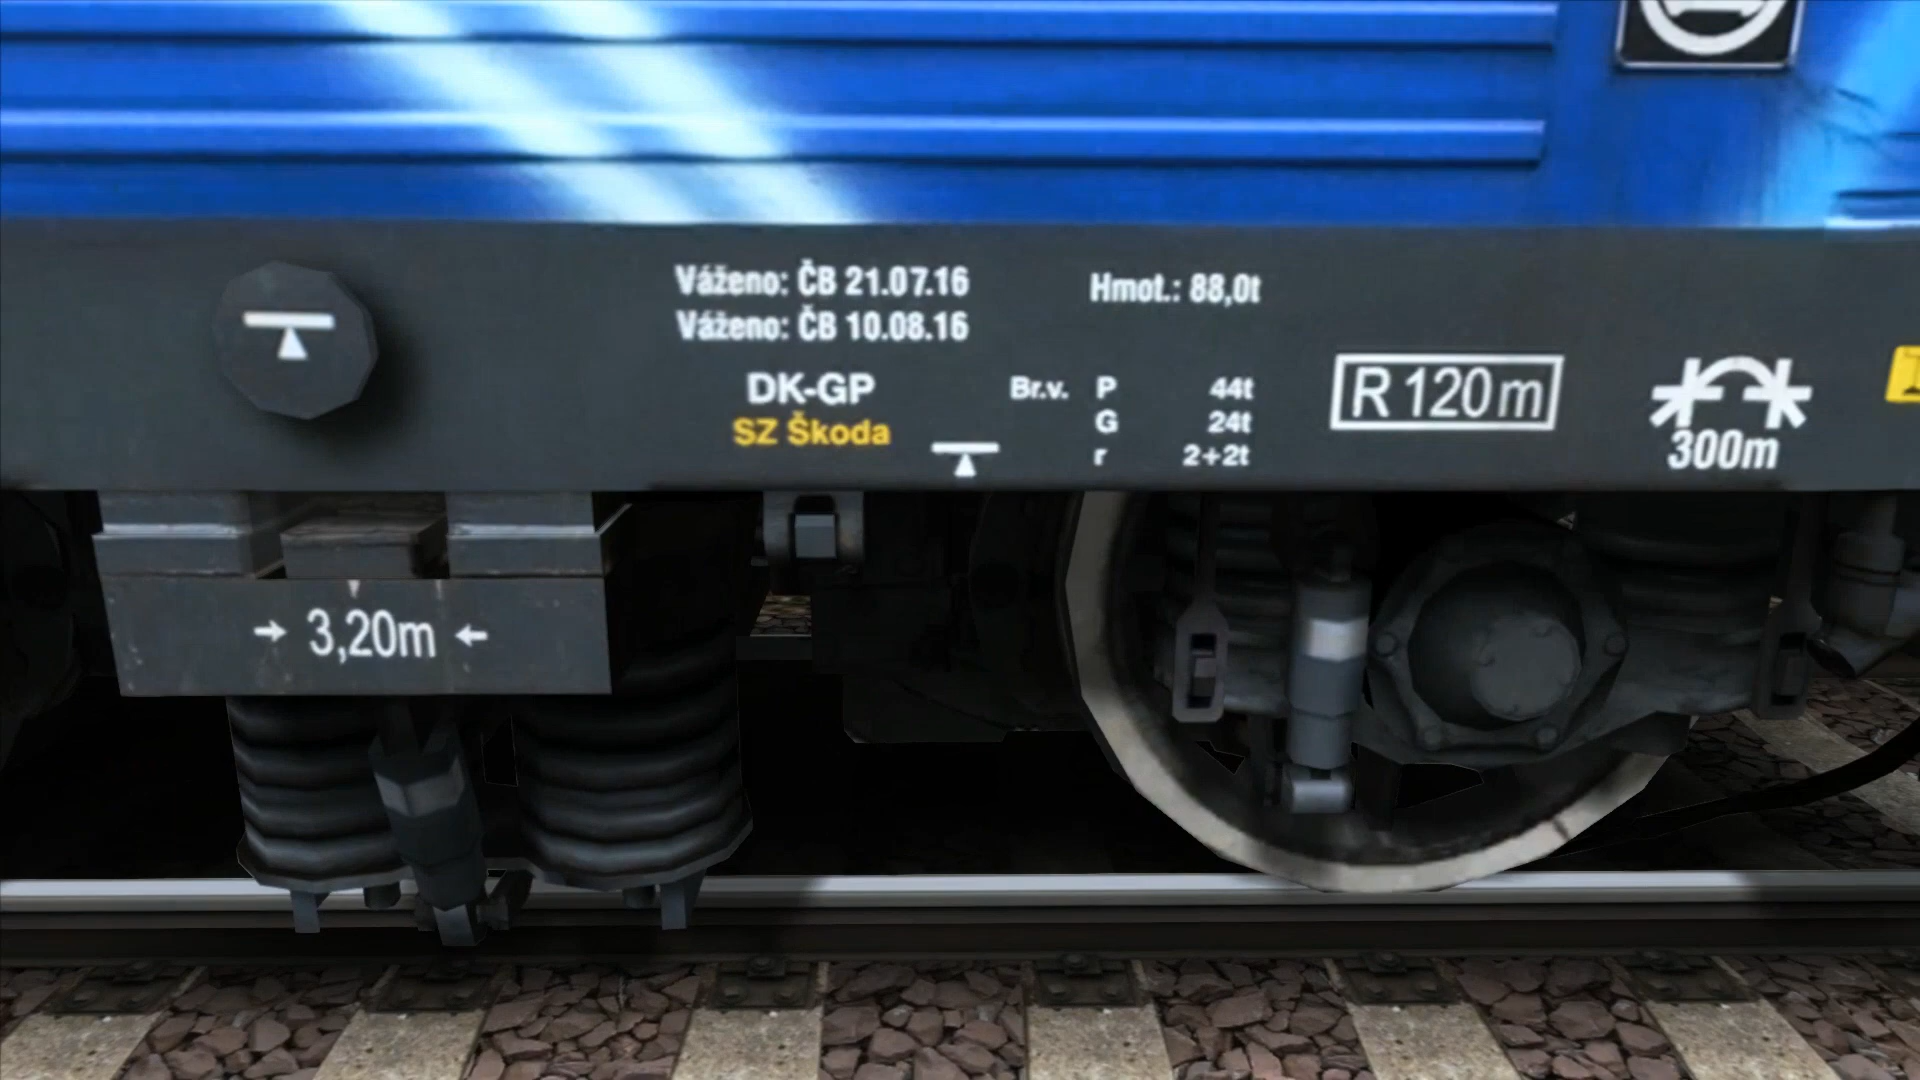 Váženo: ČB 21.07.16
Hmot.: 88,0t
Váženo: ČB 10.08.16
DK-GP
SZ Škoda
Br.v. P 44t
G 24t
r 2+2t
R 120 m
300m
→ 3,20m ←